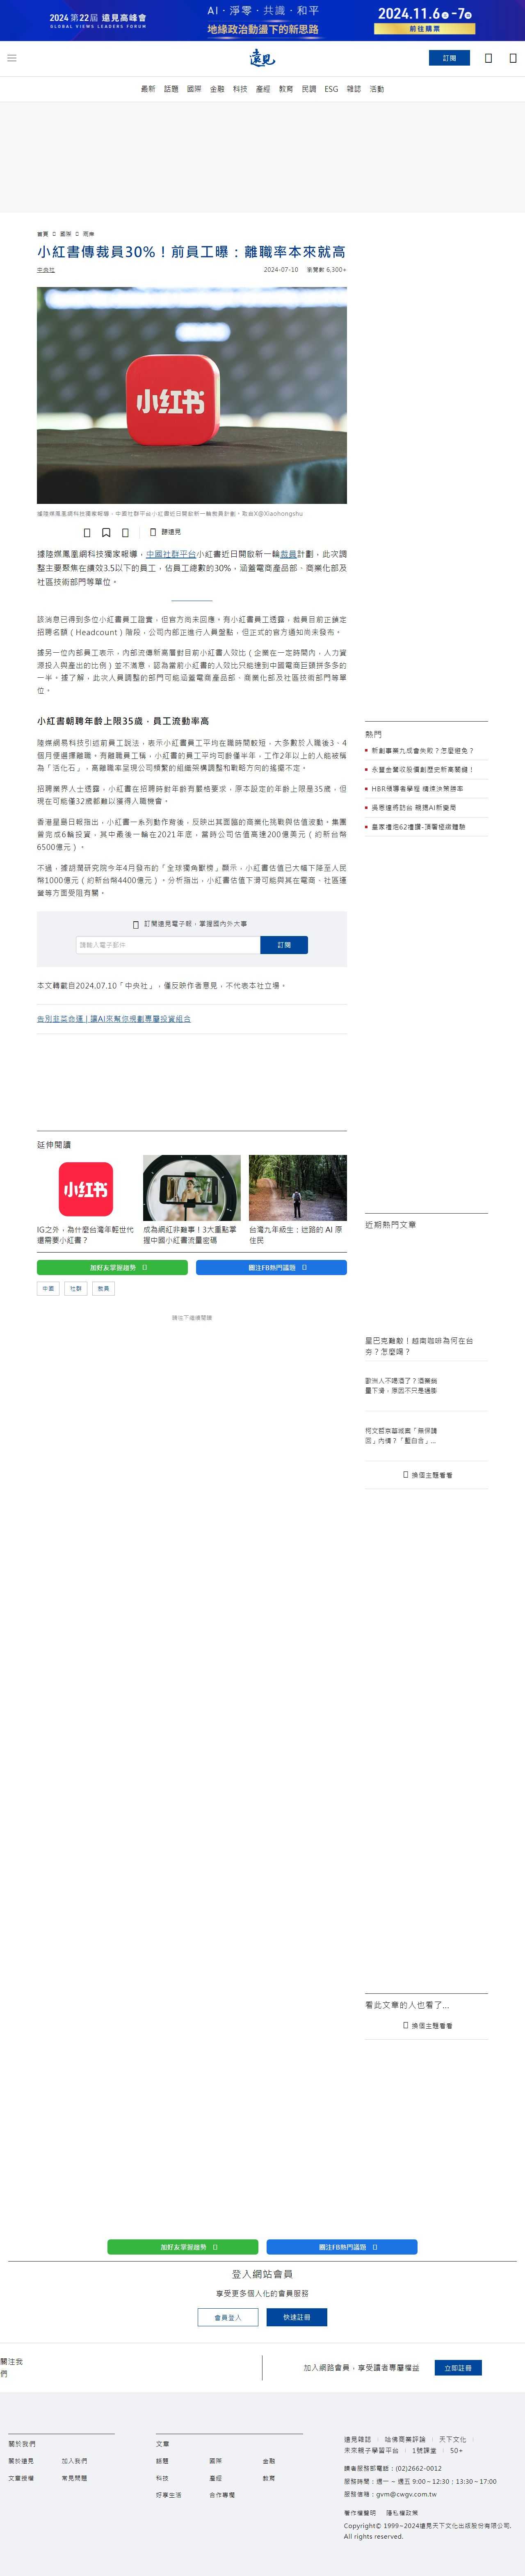 2024 第22屆 遠見高峰會
GLOBAL VIEWS LEADERS FORUM
AI．淨零．共識．和平
地緣政治動盪下的新思路
2024.11.6㊌-7㊍
前往購票
遠見
訂閱
最新 話題 國際 金融 科技 產經 教育 民調 ESG 雜誌 活動
首頁 國際 兩岸
小紅書傳裁員30%！前員工曝：離職率本來就高
中央社
2024-07-10 瀏覽數 6,300+
小红书
據陸媒鳳凰網科技獨家報導，中國社群平台小紅書近日開啟新一輪裁員計劃。取自X@Xiaohongshu
聽遠見
據陸媒鳳凰網科技獨家報導，中國社群平台小紅書近日開啟新一輪裁員計劃，此次調
整主要聚焦在績效3.5以下的員工，佔員工總數的30%，涵蓋電商產品部、商業化部及
社區技術部門等單位。
該消息已得到多位小紅書員工證實，但官方尚未回應。有小紅書員工透露，裁員目前正鎖定
招聘名額（Headcount）階段，公司內部正進行人員盤點，但正式的官方通知尚未發布。
據另一位內部員工表示，內部流傳新高層對目前小紅書人效比（企業在一定時間內，人力資
源投入與產出的比例）並不滿意，認為當前小紅書的人效比只能達到中國電商巨頭拼多多的
一半。據了解，此次人員調整的部門可能涵蓋電商產品部、商業化部及社區技術部門等單
位。
小紅書朝聘年齡上限35歲，員工流動率高
陸媒網易科技引述前員工說法，表示小紅書員工平均在職時間較短，大多數於入職後3、4
個月便選擇離職。有離職員工稱，小紅書的員工平均司齡僅半年，工作2年以上的人能被稱
為「活化石」，高離職率呈現公司頻繁的組織架構調整和戰略方向的搖擺不定。
招聘業界人士透露，小紅書在招聘時對年齡有嚴格要求，原本設定的年齡上限是35歲，但
現在可能僅32歲都難以獲得入職機會。
香港星島日報指出，小紅書一系列動作背後，反映出其面臨的商業化挑戰與估值波動。集團
曾完成6輪投資，其中最後一輪在2021年底，當時公司估值高達200億美元（約新台幣
6500億元）。
不過，據胡潤研究院今年4月發布的「全球獨角獸榜」顯示，小紅書估值已大幅下降至人民
幣1000億元（約新台幣4400億元）。分析指出，小紅書估值下滑可能與其在電商、社區運
營等方面受阻有關。
訂閱遠見電子報，掌握國內外大事
請輸入電子郵件
訂閱
本文轉載自2024.07.10「中央社」，僅反映作者意見，不代表本社立場。
告別韭菜命運 | 讓AI來幫你規劃專屬投資組合
延伸閱讀
小红书
IG之外，為什麼台灣年輕世代
還需要小紅書？
成為網紅非難事！3大重點掌
握中國小紅書流量密碼
台灣九年級生：迷路的 AI 原
住民
加好友掌握趨勢
關注FB熱門議題
中國 社群 裁員
請往下繼續閱讀
熱門
新創事業九成會失敗？怎麼避免？
永豐金營收股價創歷史新高關鍵！
HBR領導者學程 精煉決策勝率
吳恩達將訪台 親揭AI新變局
皇家禮炮62禮讚-頂奢極緻體驗
近期熱門文章
星巴克難敵！越南咖啡為何在台
夯？怎麼喝？
歐洲人不喝酒了？酒業銷
量下滑，原因不只是通膨
柯文哲京華城案「無保請
回」內情？「藍白合」...
換個主題看看
看此文章的人也看了...
換個主題看看
加好友掌握趨勢
關注FB熱門議題
登入網站會員
享受更多個人化的會員服務
會員登入
快速註冊
關注我
們
加入網路會員，享受讀者專屬權益
立即註冊
關於我們
關於遠見 加入我們
文章授權 常見問題
文章
話題 國際 金融
科技 產經 教育
好享生活 合作專欄
遠見雜誌 | 哈佛商業評論 | 天下文化 |
未來親子學習平台 | 1號課堂 | 50+
讀者服務部電話：(02)2662-0012
服務時間：週一 ~ 週五 9:00~12:30；13:30~17:00
服務信箱：gvm@cwgv.com.tw
著作權聲明 隱私權政策
Copyright© 1999~2024遠見天下文化出版股份有限公司.
All rights reserved.